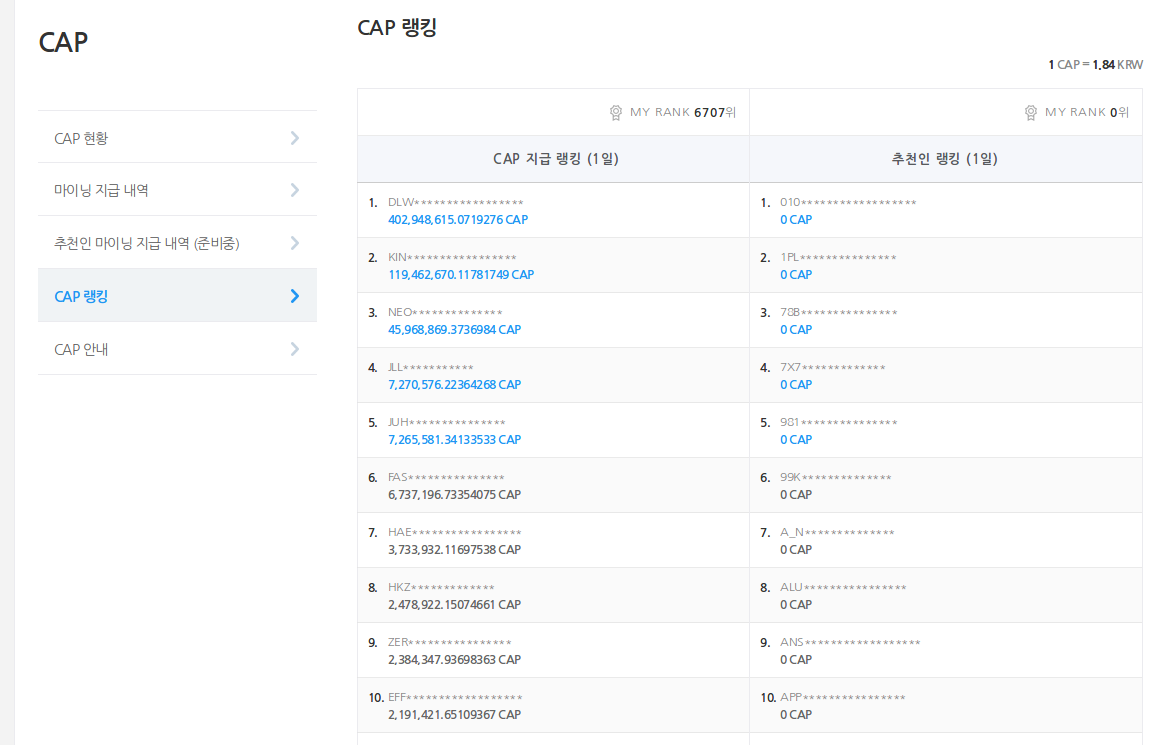 CAP
CAP 현황
마이닝 지급 내역
추천인 마이닝 지급 내역 (준비중)
CAP 랭킹
CAP 안내
CAP 랭킹
1 CAP = 1.84 KRW
MY RANK 6707위
CAP 지급 랭킹 (1일)
1. DLW*****************
402,948,615.0719276 CAP
2. KIN*****************
119,462,670.11781749 CAP
3. NEO**************
45,968,869.3736984 CAP
4. JLL***********
7,270,576.22364268 CAP
5. JUH***************
7,265,581.34133533 CAP
6. FAS***************
6,737,196.73354075 CAP
7. HAE*****************
3,733,932.11697538 CAP
8. HKZ*************
2,478,922.15074661 CAP
9. ZER****************
2,384,347.93698363 CAP
10. EFF******************
2,191,421.65109367 CAP
MY RANK 0위
추천인 랭킹 (1일)
1. 010******************
0 CAP
2. 1PL***************
0 CAP
3. 78B***************
0 CAP
4. 7X7*************
0 CAP
5. 981***************
0 CAP
6. 99K**************
0 CAP
7. A_N**************
0 CAP
8. ALU****************
0 CAP
9. ANS******************
0 CAP
10. APP****************
0 CAP